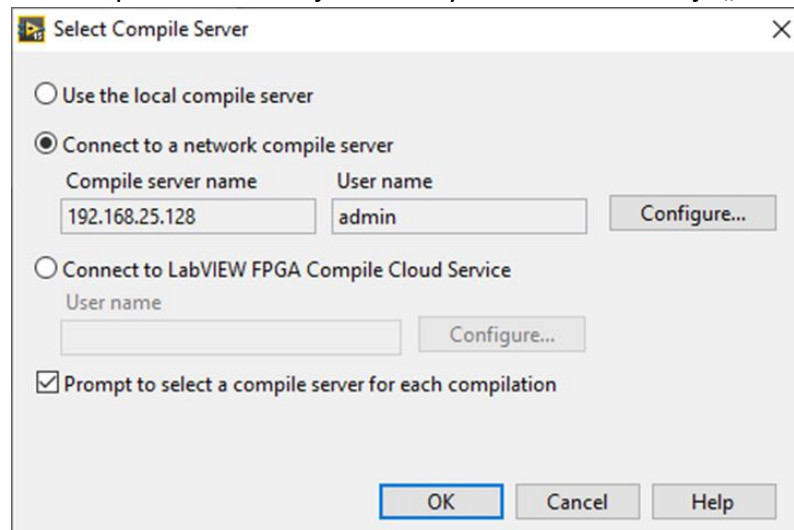 Select Compile Server
Use the local compile server
Connect to a network compile server
Compile server name User name
192.168.25.128 admin Configure...
Connect to LabVIEW FPGA Compile Cloud Service
User name
Configure...
Prompt to select a compile server for each compilation
OK Cancel Help